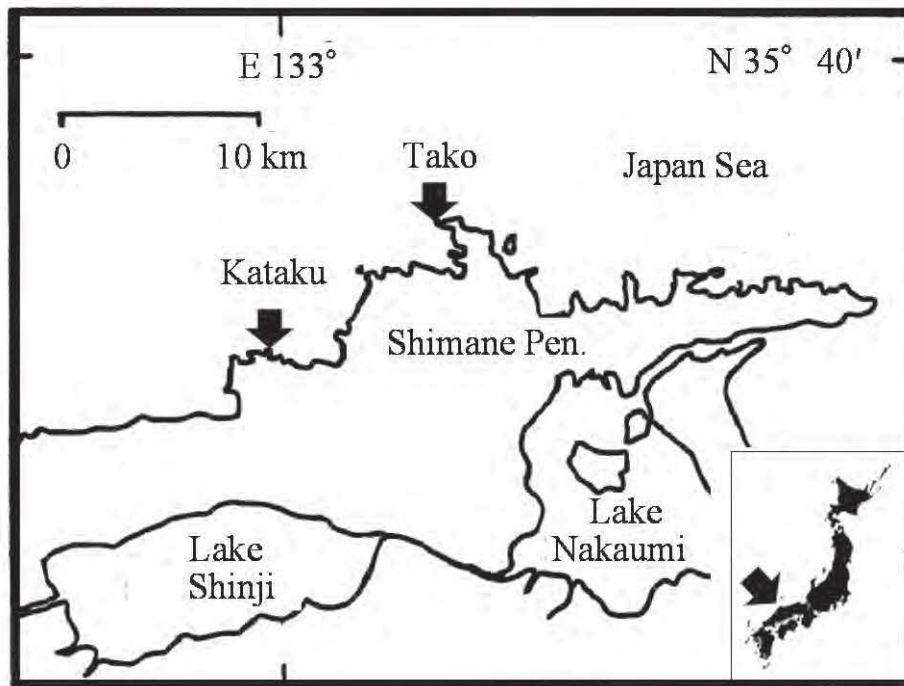 E 133°
N 35° 40'
0 10 km
Tako
Japan Sea
Kataku
Shimane Pen.
Lake
Nakaumi
Lake
Shinji